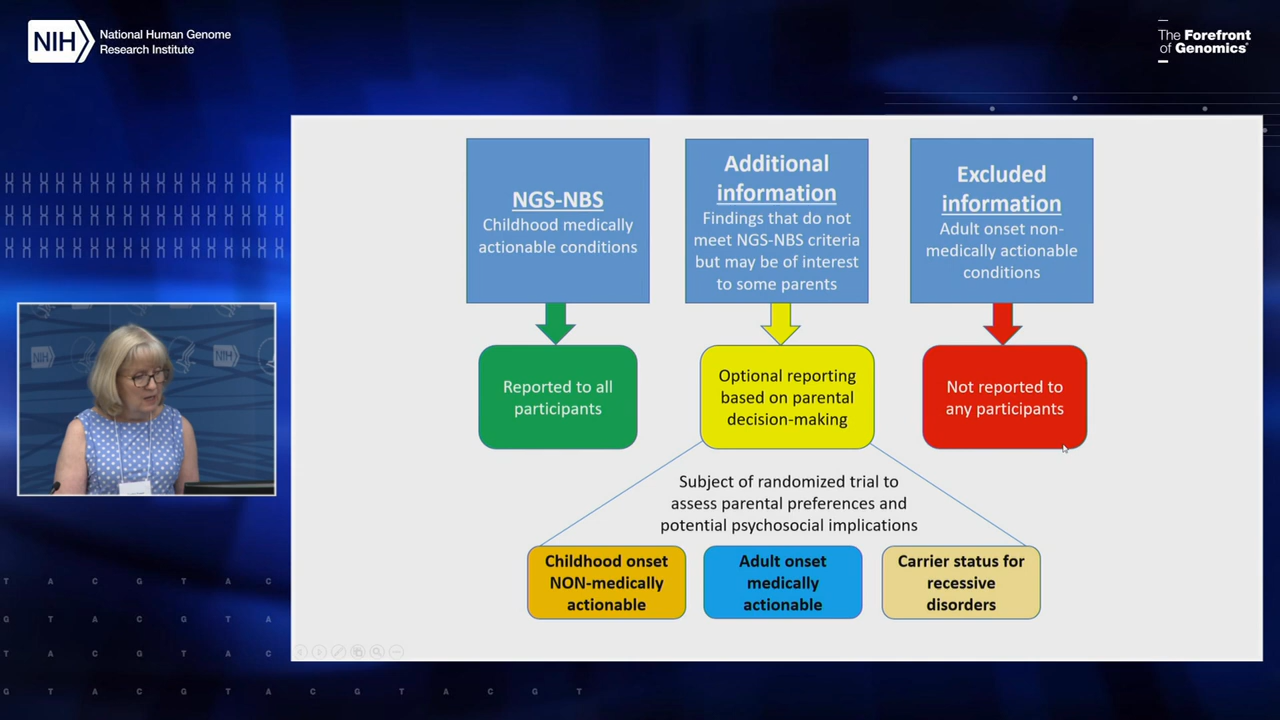 NIH
National Human Genome
Research Institute
The Forefront
of Genomics®
NGS-NBS
Childhood medically
actionable conditions
Additional
information
Findings that do not
meet NGS-NBS criteria
but may be of interest
to some parents
Excluded
information
Adult onset non-
medically actionable
conditions
Reported to all
participants
Optional reporting
based on parental
decision-making
Not reported to
any participants
Subject of randomized trial to
assess parental preferences and
potential psychosocial implications
Childhood onset
NON-medically
actionable
Adult onset
medically
actionable
Carrier status for
recessive
disorders
NIH
NIH
T A C G T A C
G T A C G T A
T A C G T A C
G T A C G T A C G T A C G T